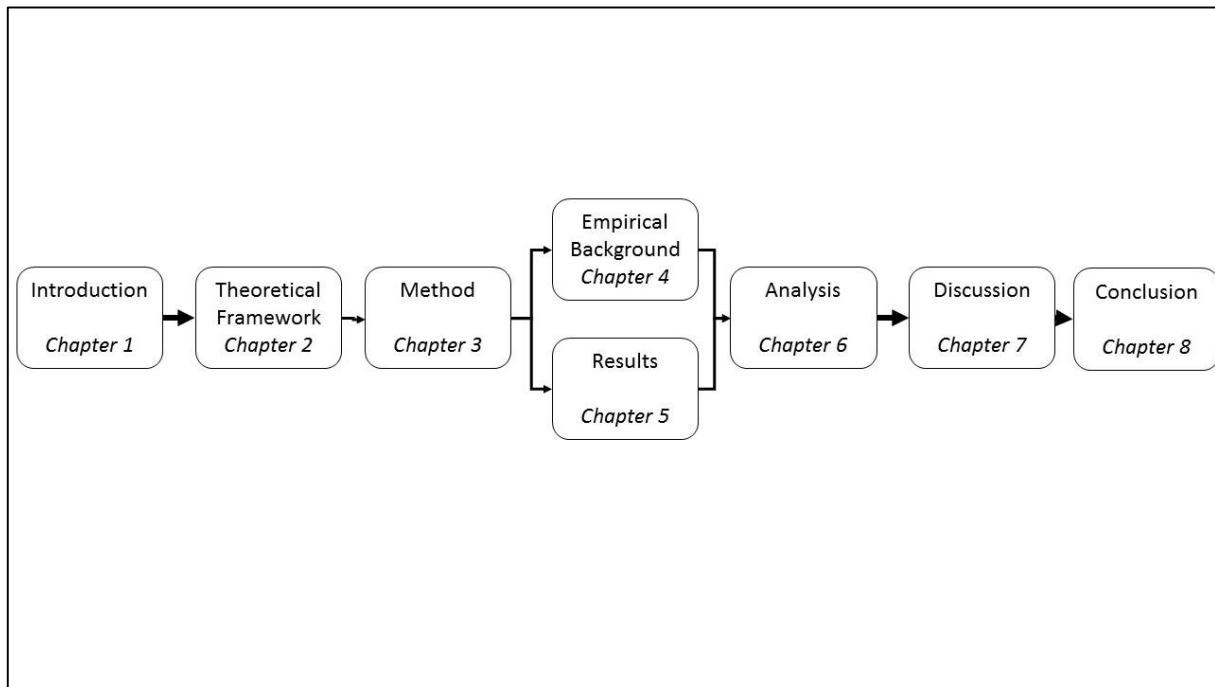 Introduction
Chapter 1
Theoretical
Framework
Chapter 2
Method
Chapter 3
Empirical
Background
Chapter 4
Results
Chapter 5
Analysis
Chapter 6
Discussion
Chapter 7
Conclusion
Chapter 8